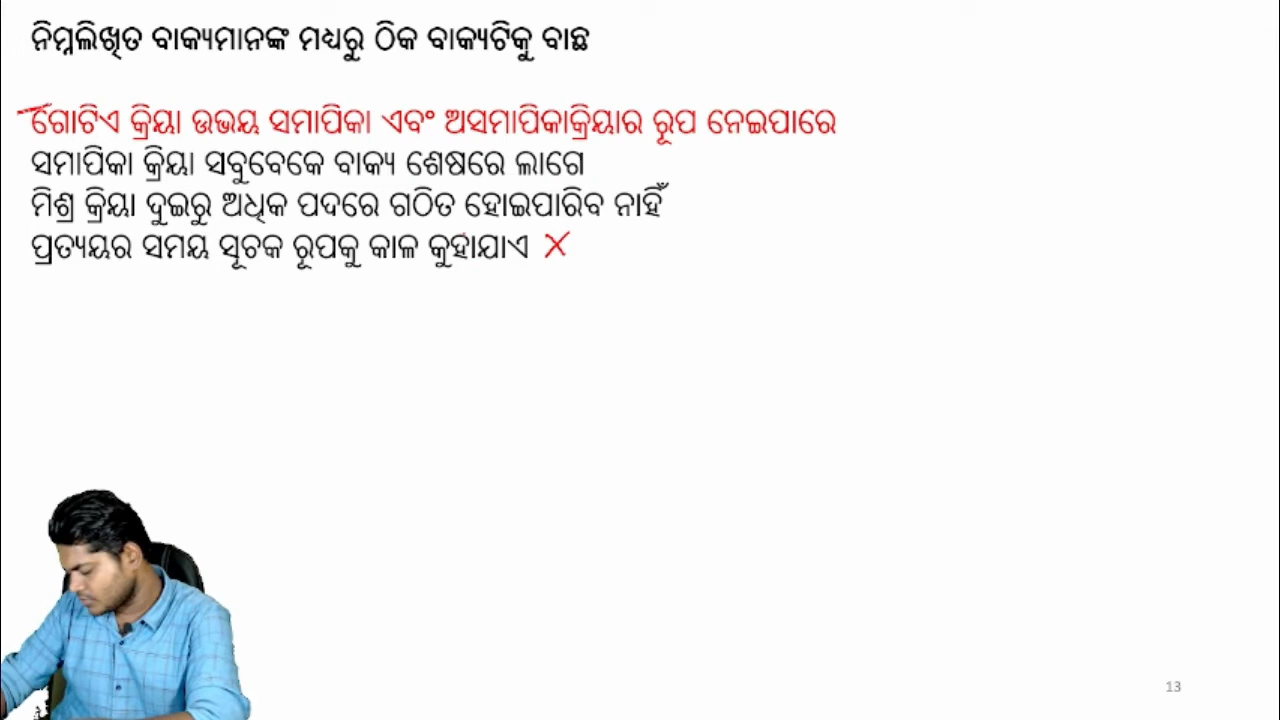 ନିମ୍ନଲିଖିତ ବାକ୍ୟମାନଙ୍କ ମଧ୍ୟରୁ ଠିକ ବାକ୍ୟଟିକୁ ବାଛ
ଗୋଟିଏ କ୍ରିୟା ଉଭୟ ସମାପିକା ଏବଂ ଅସମାପିକାକ୍ରିୟାର ରୂପ ନେଇପାରେ
ସମାପିକା କ୍ରିୟା ସବୁବେକେ ବାକ୍ୟ ଶେଷରେ ଲାଗେ
ମିଶ୍ର କ୍ରିୟା ଦୁଇରୁ ଅଧିକ ପଦରେ ଗଠିତ ହୋଇପାରିବ ନାହିଁ
ପ୍ରତ୍ୟୟର ସମୟ ସୂଚକ ରୂପକୁ କାଳ କୁହାଯାଏ
13